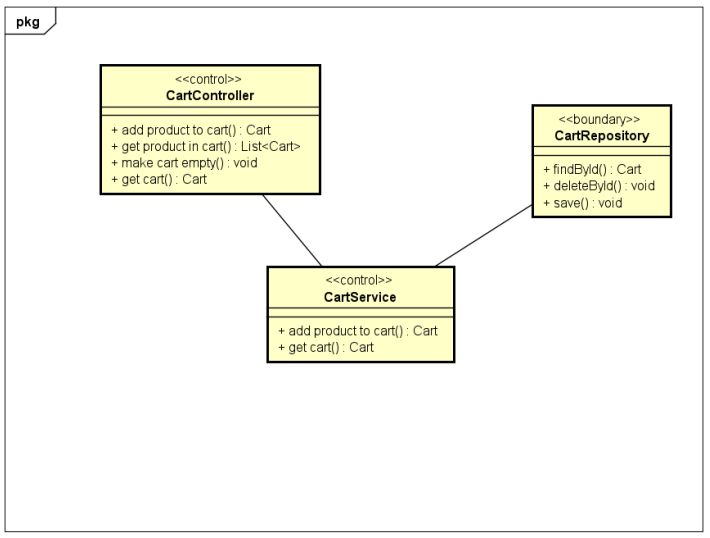 pkg
<<control>>
CartController
+ add product to cart() : Cart
+ get product in cart() : List<Cart>
+ make cart empty() : void
+ get cart() : Cart
<<boundary>>
CartRepository
+ findById() : Cart
+ deleteById() : void
+ save() : void
<<control>>
CartService
+ add product to cart() : Cart
+ get cart() : Cart